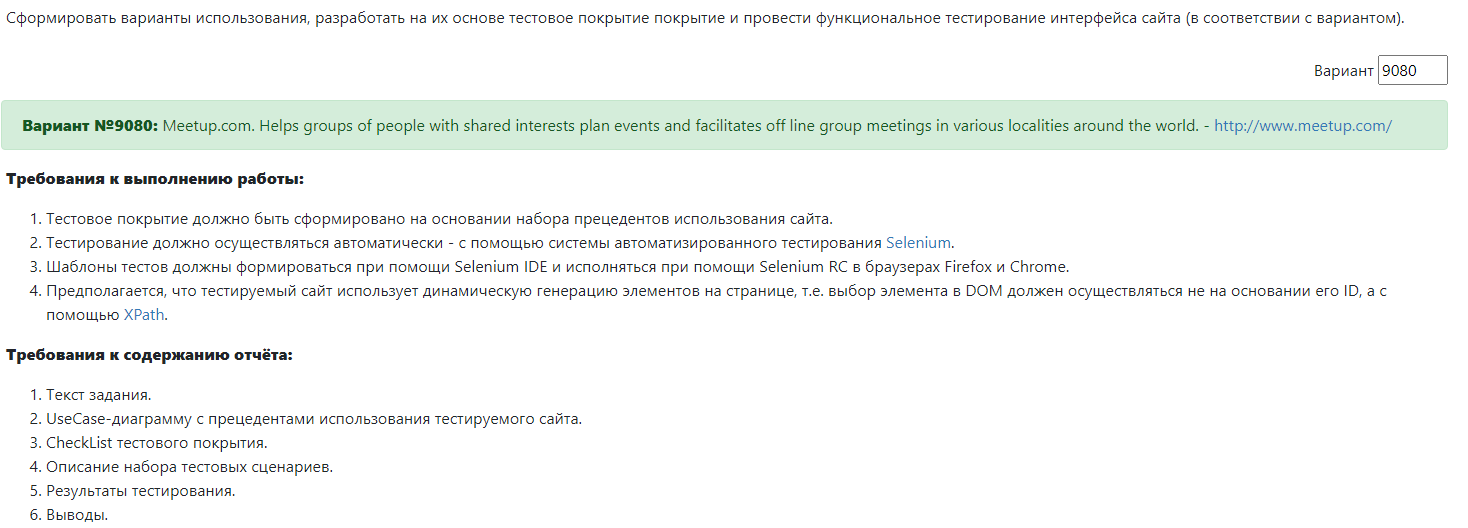 Сформировать варианты использования, разработать на их основе тестовое покрытие покрытие и провести функциональное тестирование интерфейса сайта (в соответствии с вариантом).
Вариант 9080
Вариант №9080: Meetup.com. Helps groups of people with shared interests plan events and facilitates off line group meetings in various localities around the world. - http://www.meetup.com/
Требования к выполнению работы:
1. Тестовое покрытие должно быть сформировано на основании набора прецедентов использования сайта.
2. Тестирование должно осуществляться автоматически - с помощью системы автоматизированного тестирования Selenium.
3. Шаблоны тестов должны формироваться при помощи Selenium IDE и исполняться при помощи Selenium RC в браузерах Firefox и Chrome.
4. Предполагается, что тестируемый сайт использует динамическую генерацию элементов на странице, т.е. выбор элемента в DOM должен осуществляться не на основании его ID, а с
помощью XPath.
Требования к содержанию отчёта:
1. Текст задания.
2. UseCase-диаграмму с прецедентами использования тестируемого сайта.
3. CheckList тестового покрытия.
4. Описание набора тестовых сценариев.
5. Результаты тестирования.
6. Выводы.